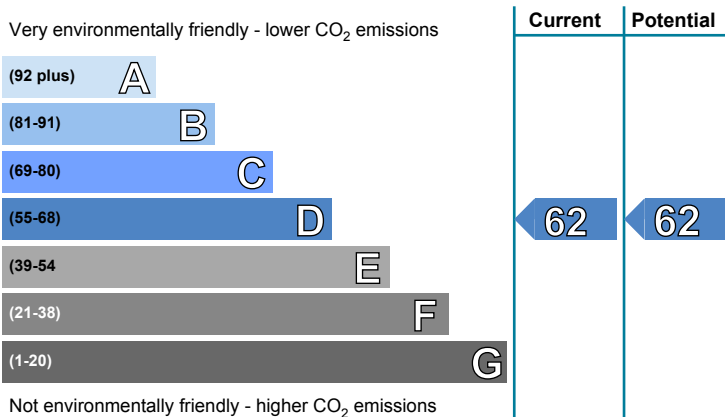 Very environmentally friendly - lower CO2 emissions
Current
Potential
(92 plus) A
(81-91) B
(69-80) C
(55-68) D
62
62
(39-54 E
(21-38) F
(1-20) G
Not environmentally friendly - higher CO2 emissions